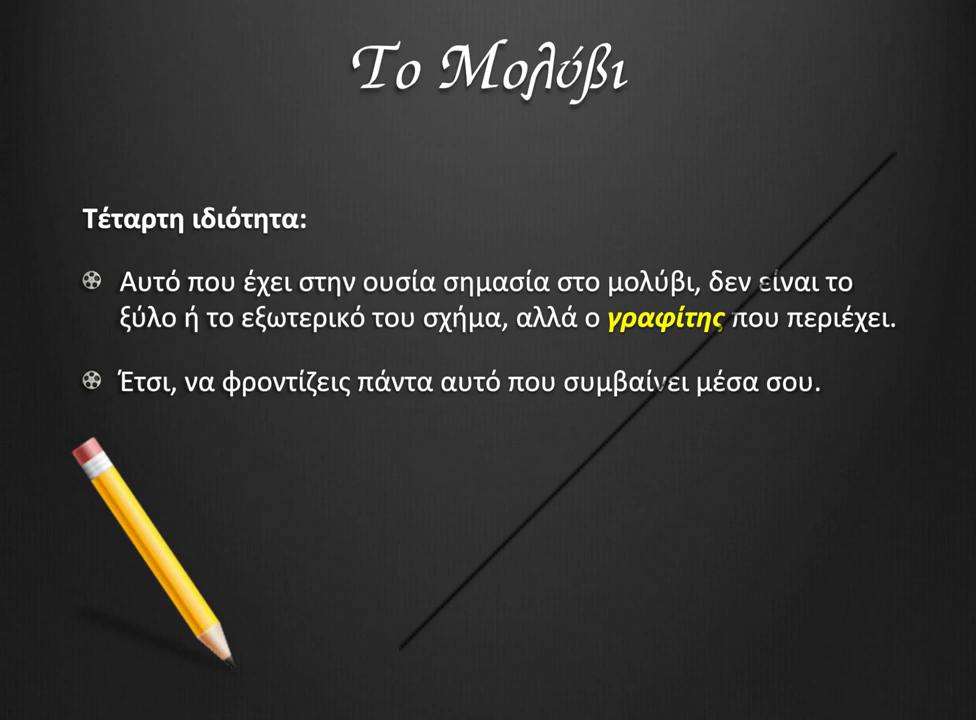 Το Μολύβι
Τέταρτη ιδιότητα:
Αυτό που έχει στην ουσία σημασία στο μολύβι, δεν είναι το
ξύλο ή το εξωτερικό του σχήμα, αλλά ο γραφίτης που περιέχει.
Έτσι, να φροντίζεις πάντα αυτό που συμβαίνει μέσα σου.